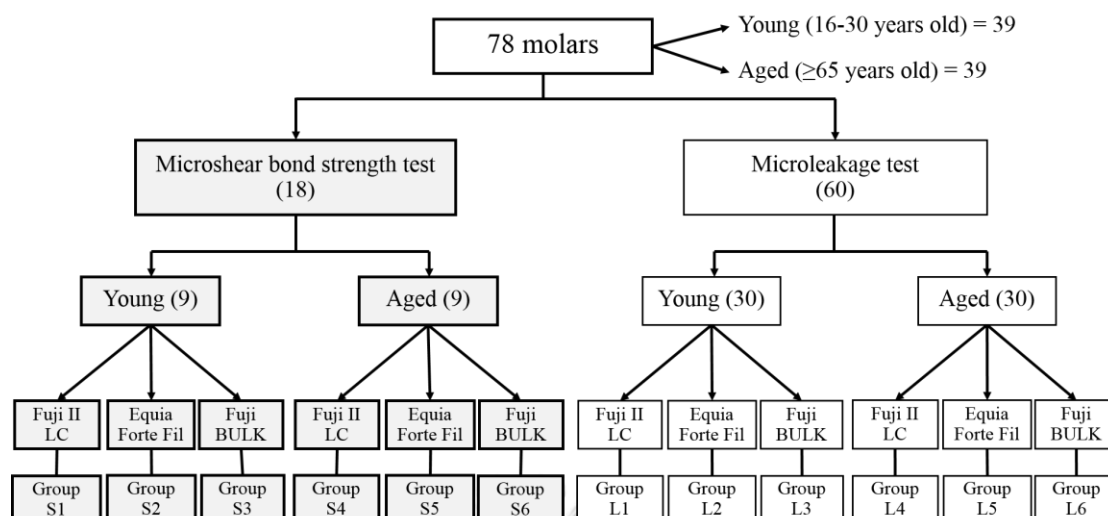 78 molars
Young (16-30 years old) = 39
Aged (≥65 years old) = 39
Microshear bond strength test
(18)
Microleakage test
(60)
Young (9)
Aged (9)
Young (30)
Aged (30)
Fuji II
LC
Equia
Forte Fil
Fuji
BULK
Fuji II
LC
Equia
Forte Fil
Fuji
BULK
Fuji II
LC
Equia
Forte Fil
Fuji
BULK
Fuji II
LC
Equia
Forte Fil
Fuji
BULK
Group
S1
Group
S2
Group
S3
Group
S4
Group
S5
Group
S6
Group
L1
Group
L2
Group
L3
Group
L4
Group
L5
Group
L6